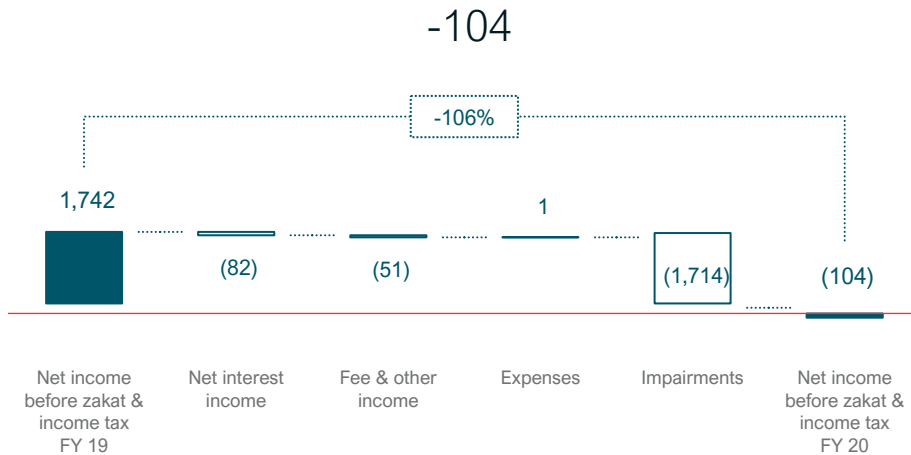 -104
-106%
1,742
(82)
(51)
1
(1,714)
(104)
Net income
before zakat &
income tax
FY 19
Net interest
income
Fee & other
income
Expenses
Impairments
Net income
before zakat &
income tax
FY 20